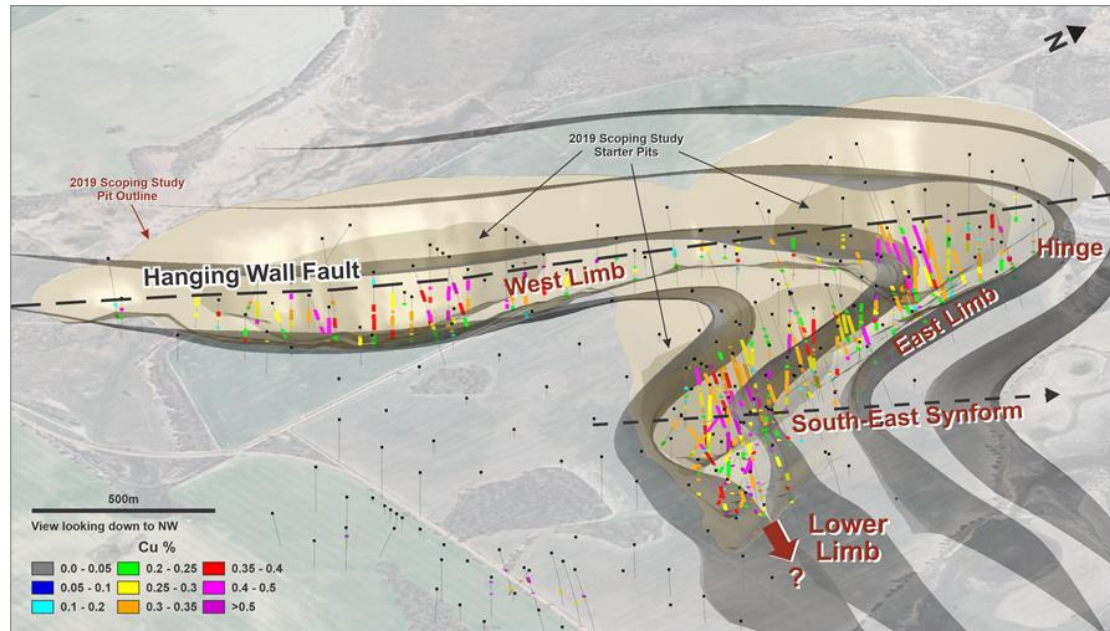 N
2019 Scoping Study
Starter Pits
2019 Scoping Study
Pit Outline
Hanging Wall Fault
West Limb
Hinge
East Limb
South-East Synform
Lower
Limb
?
500m
View looking down to NW
Cu %
0.0 - 0.05
0.2 - 0.25
0.35 - 0.4
0.05 - 0.1
0.25 - 0.3
0.4 - 0.5
0.1 - 0.2
0.3 - 0.35
>0.5